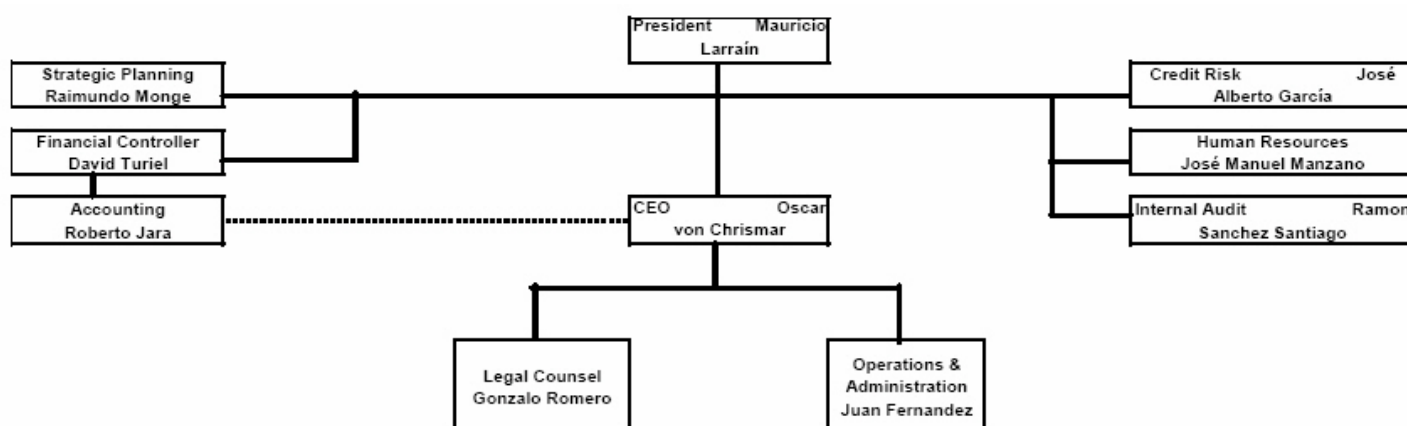 President Mauricio
Larraín
Strategic Planning
Raimundo Monge
Credit Risk José
Alberto García
Financial Controller
David Turiel
Human Resources
José Manuel Manzano
Accounting
Roberto Jara
CEO Oscar
von Chrismar
Internal Audit Ramon
Sanchez Santiago
Legal Counsel
Gonzalo Romero
Operations &
Administration
Juan Fernandez